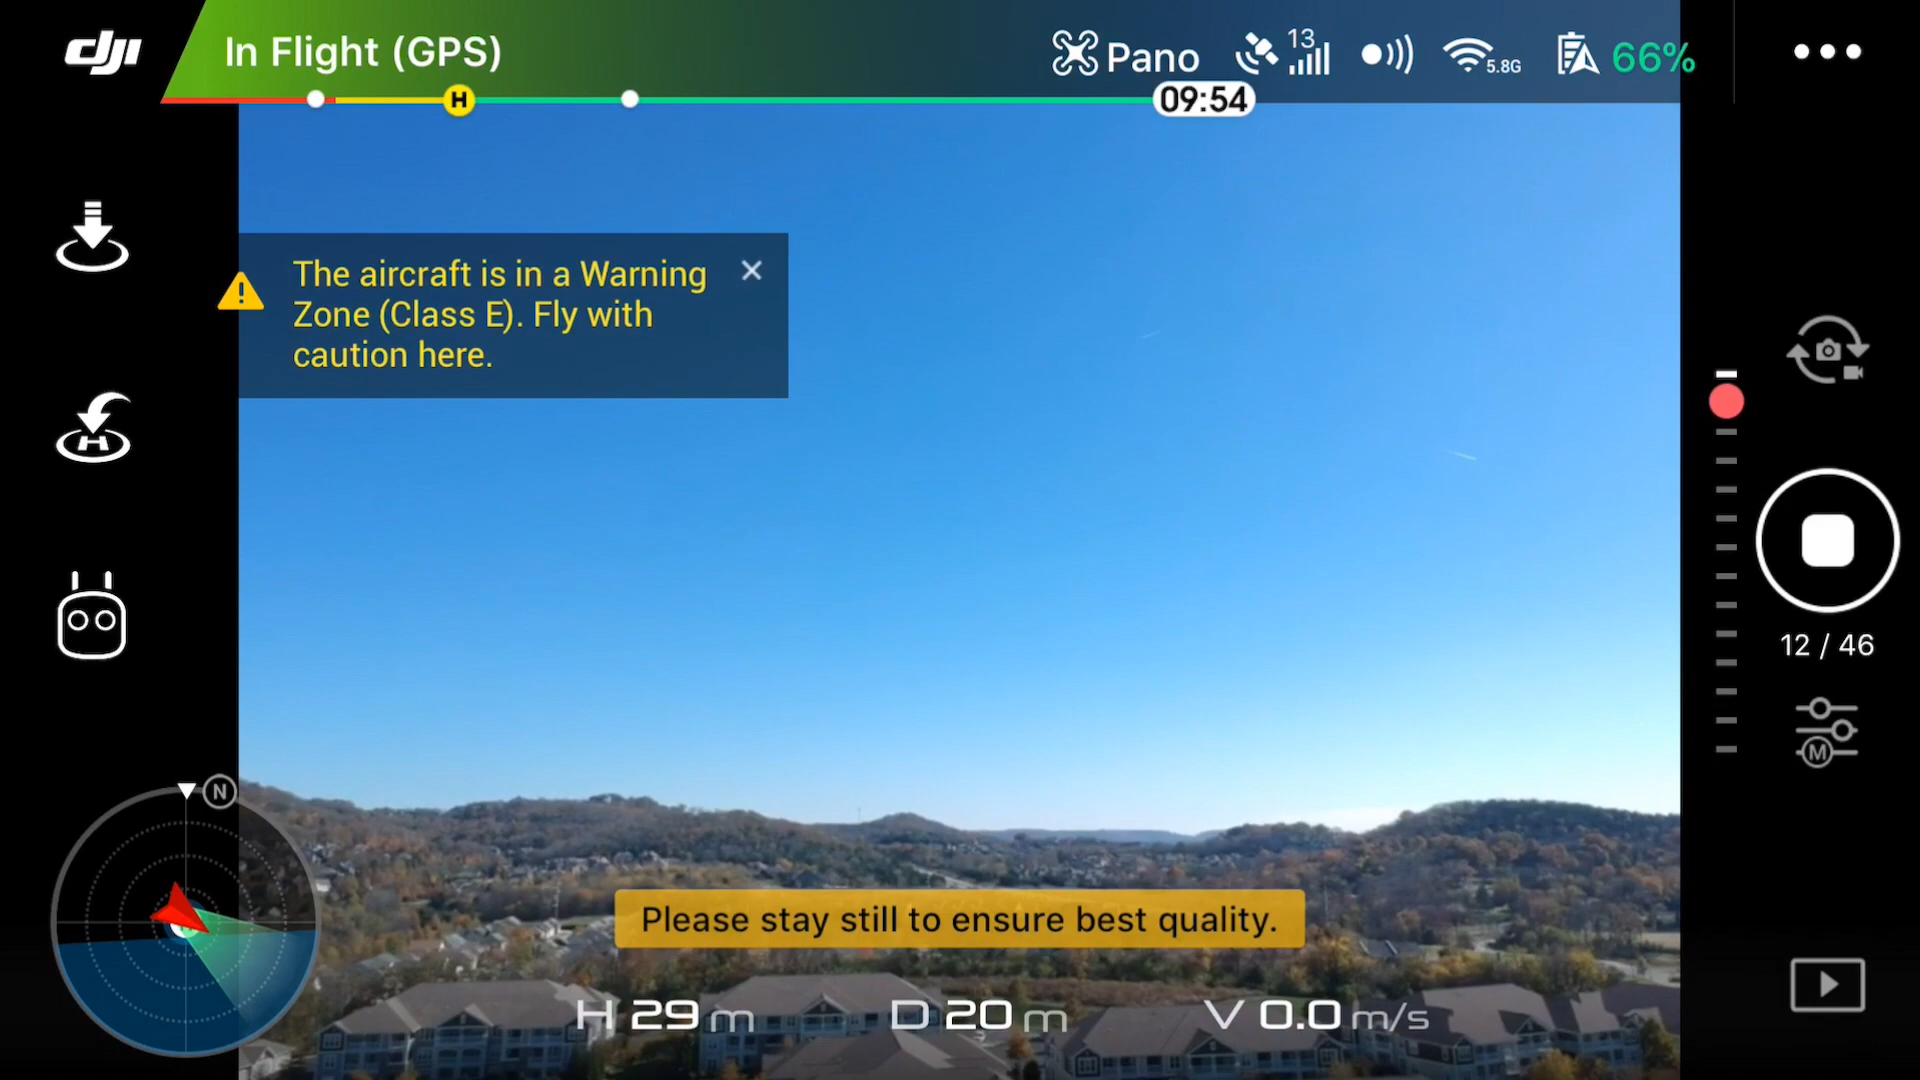 dji
In Flight (GPS)
Pano
13
5.8G
66%
H
09:54
The aircraft is in a Warning
Zone (Class E). Fly with
caution here.
H
12 / 46
M
N
Please stay still to ensure best quality.
H 29 m
D 20 m
V 0.0 m/s